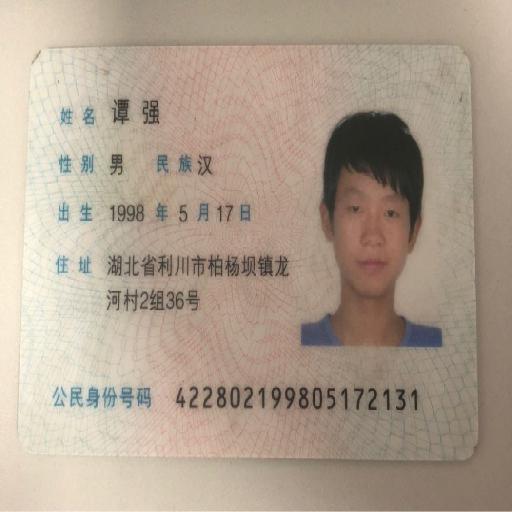 姓名 谭强
性别 男 民族 汉
出生 1998 年 5 月 17 日
住址 湖北省利川市柏杨坝镇龙
河村2组36号
公民身份号码 422802199805172131